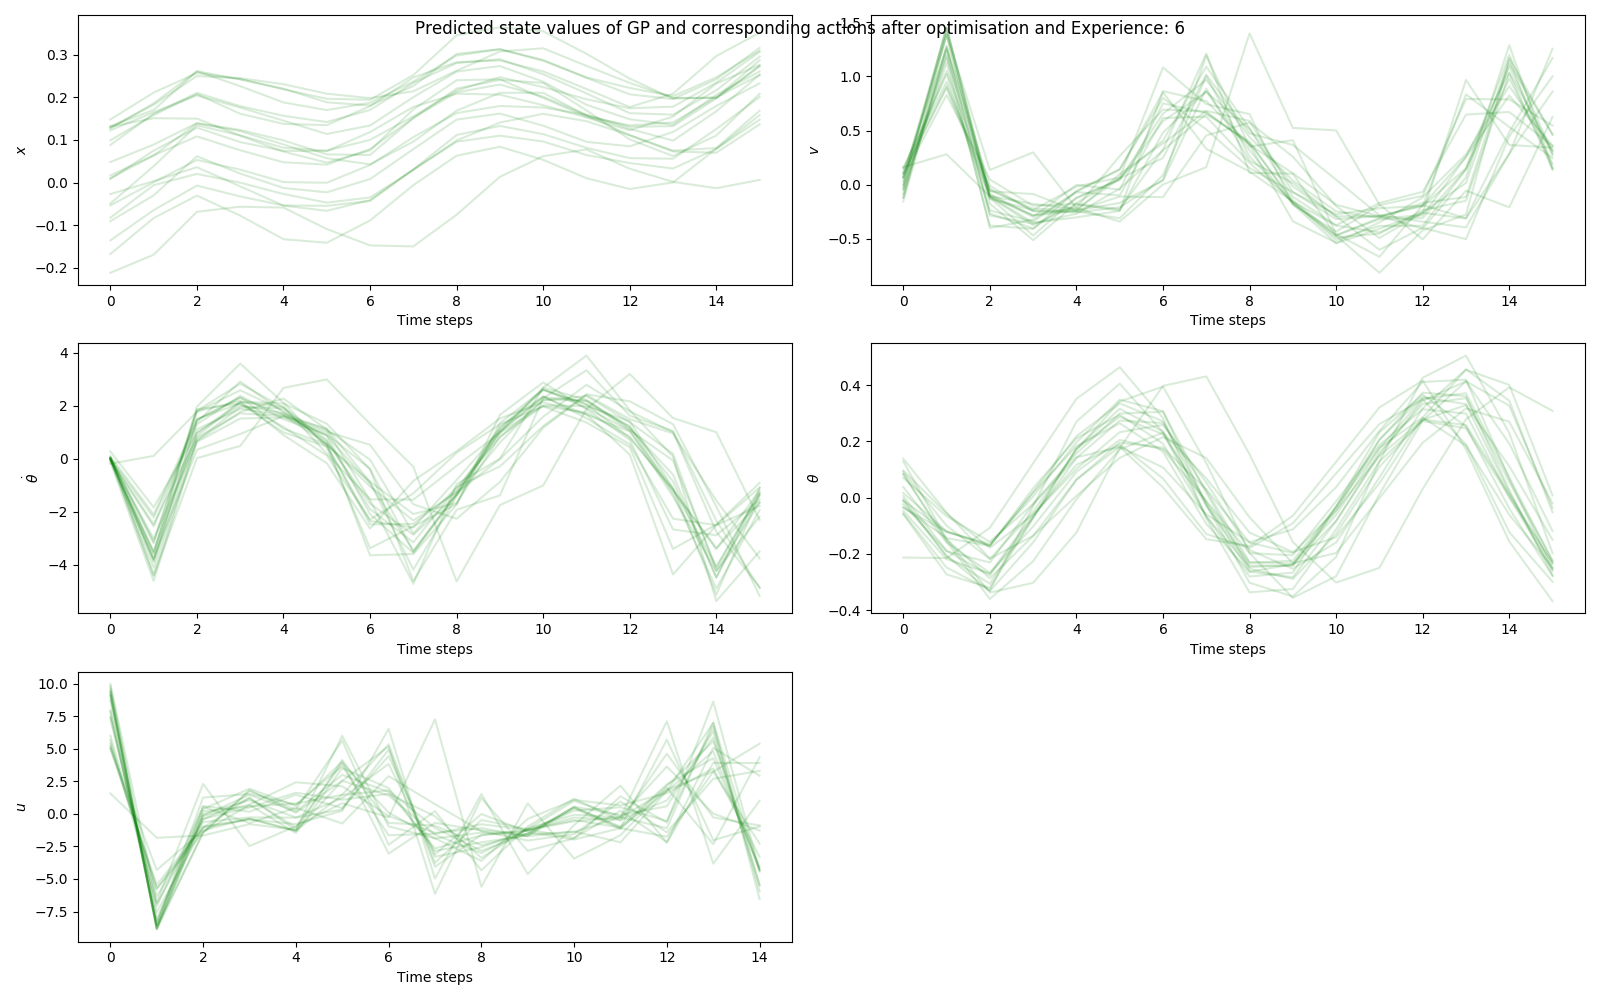 Predicted state values of GP and corresponding actions after optimisation and Experience: 6
0.3
0.2
0.1
0.0
−0.1
−0.2
x
0 2 4 6 8 10 12 14
Time steps
1.5
1.0
0.5
0.0
−0.5
v
0 2 4 6 8 10 12 14
Time steps
4
2
0
−2
−4
θ̇
0 2 4 6 8 10 12 14
Time steps
0.4
0.2
0.0
−0.2
−0.4
θ
0 2 4 6 8 10 12 14
Time steps
10.0
7.5
5.0
2.5
0.0
−2.5
−5.0
−7.5
u
0 2 4 6 8 10 12 14
Time steps